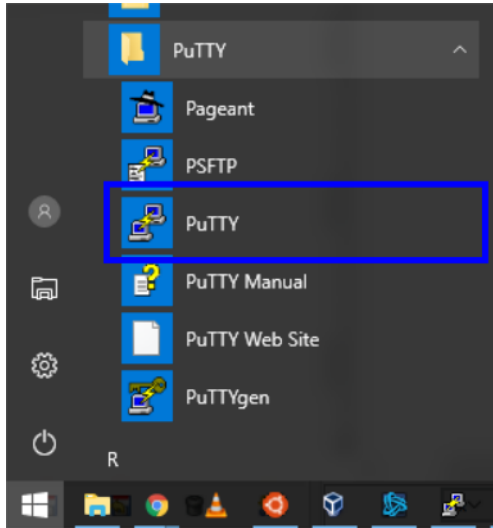 PuTTY
Pageant
PSFTP
PuTTY
PuTTY Manual
PuTTY Web Site
PuTTYgen
R